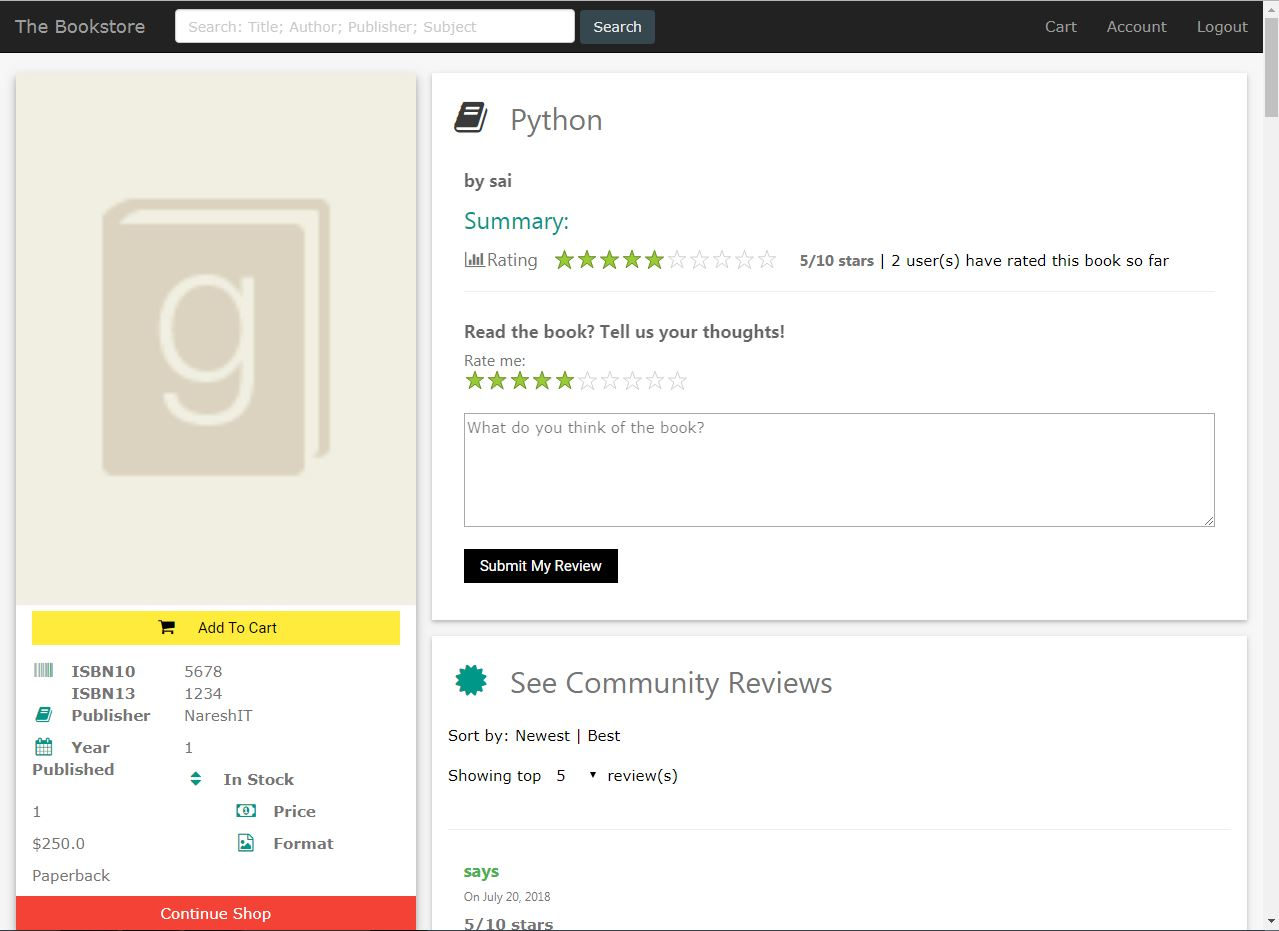 The Bookstore
Search: Title; Author; Publisher; Subject
Search
Cart
Account
Logout
g
Add To Cart
ISBN10 5678
ISBN13 1234
Publisher NareshIT
Year Published 1
In Stock
1
Price
$250.0
Format
Paperback
Continue Shop
Python
by sai
Summary:
Rating 5/10 stars | 2 user(s) have rated this book so far
Read the book? Tell us your thoughts!
Rate me:
What do you think of the book?
Submit My Review
See Community Reviews
Sort by: Newest | Best
Showing top 5 review(s)
says
On July 20, 2018
5/10 stars